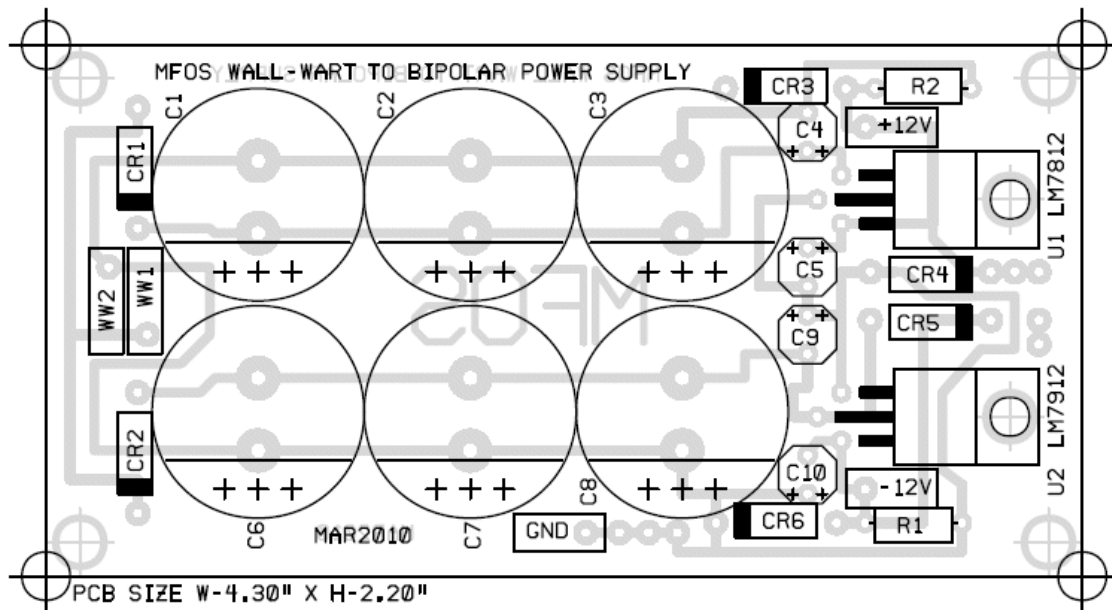 MFOS WALL-WART TO BIPOLAR POWER SUPPLY
C1
C2
C3
CR3
R2
C4
+12V
CR1
LM7812
U1
WW2
WW1
C5
CR4
MFOS
C9
CR5
LM7912
CR2
C10
U2
C8
-12V
C6
MAR2010
C7
GND
CR6
R1
PCB SIZE W-4.30" X H-2.20"